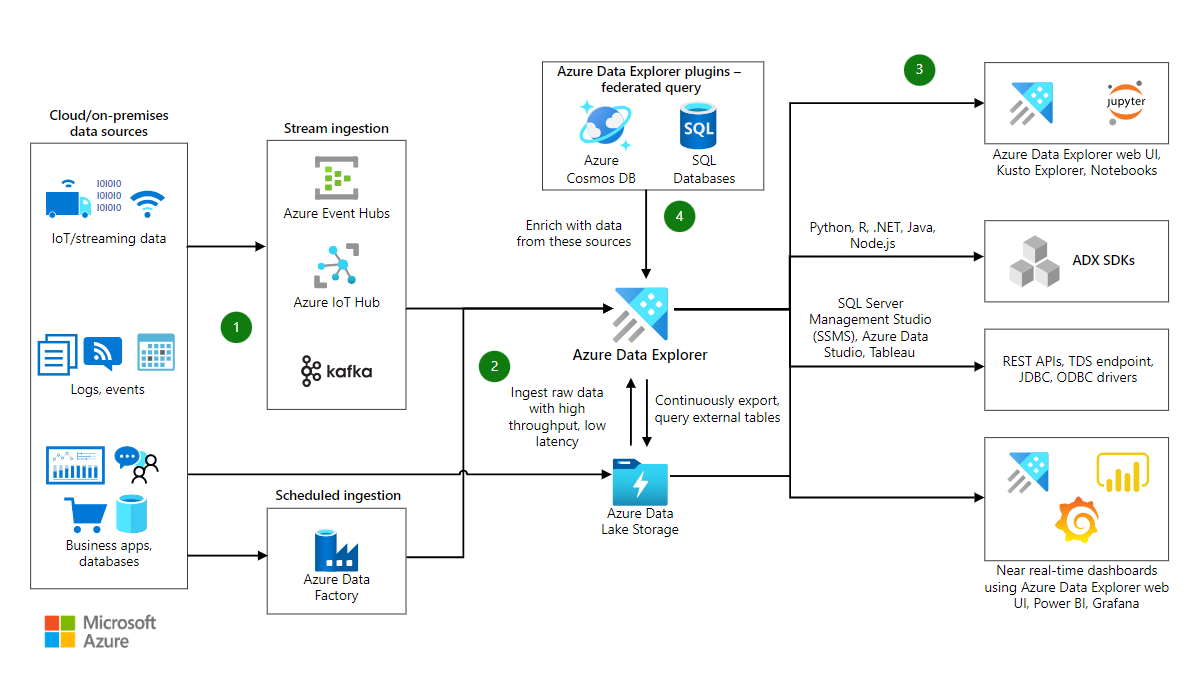 Cloud/on-premises
data sources
IOIOIO
IOIOIO
IOIOIO
IoT/streaming data
Logs, events
Business apps,
databases
Microsoft
Azure
Stream ingestion
Azure Event Hubs
Azure IoT Hub
kafka
1
Scheduled ingestion
Azure Data
Factory
2
Ingest raw data
with high
throughput, low
latency
Azure Data Explorer plugins –
federated query
Azure
Cosmos DB
SQL
SQL
Databases
Enrich with data
from these sources
4
Azure Data Explorer
Continuously export,
query external tables
Azure Data
Lake Storage
3
jupyter
Azure Data Explorer web UI,
Kusto Explorer, Notebooks
Python, R, .NET, Java,
Node.js
ADX SDKs
SQL Server
Management Studio
(SSMS), Azure Data
Studio, Tableau
REST APIs, TDS endpoint,
JDBC, ODBC drivers
Near real-time dashboards
using Azure Data Explorer web
UI, Power BI, Grafana